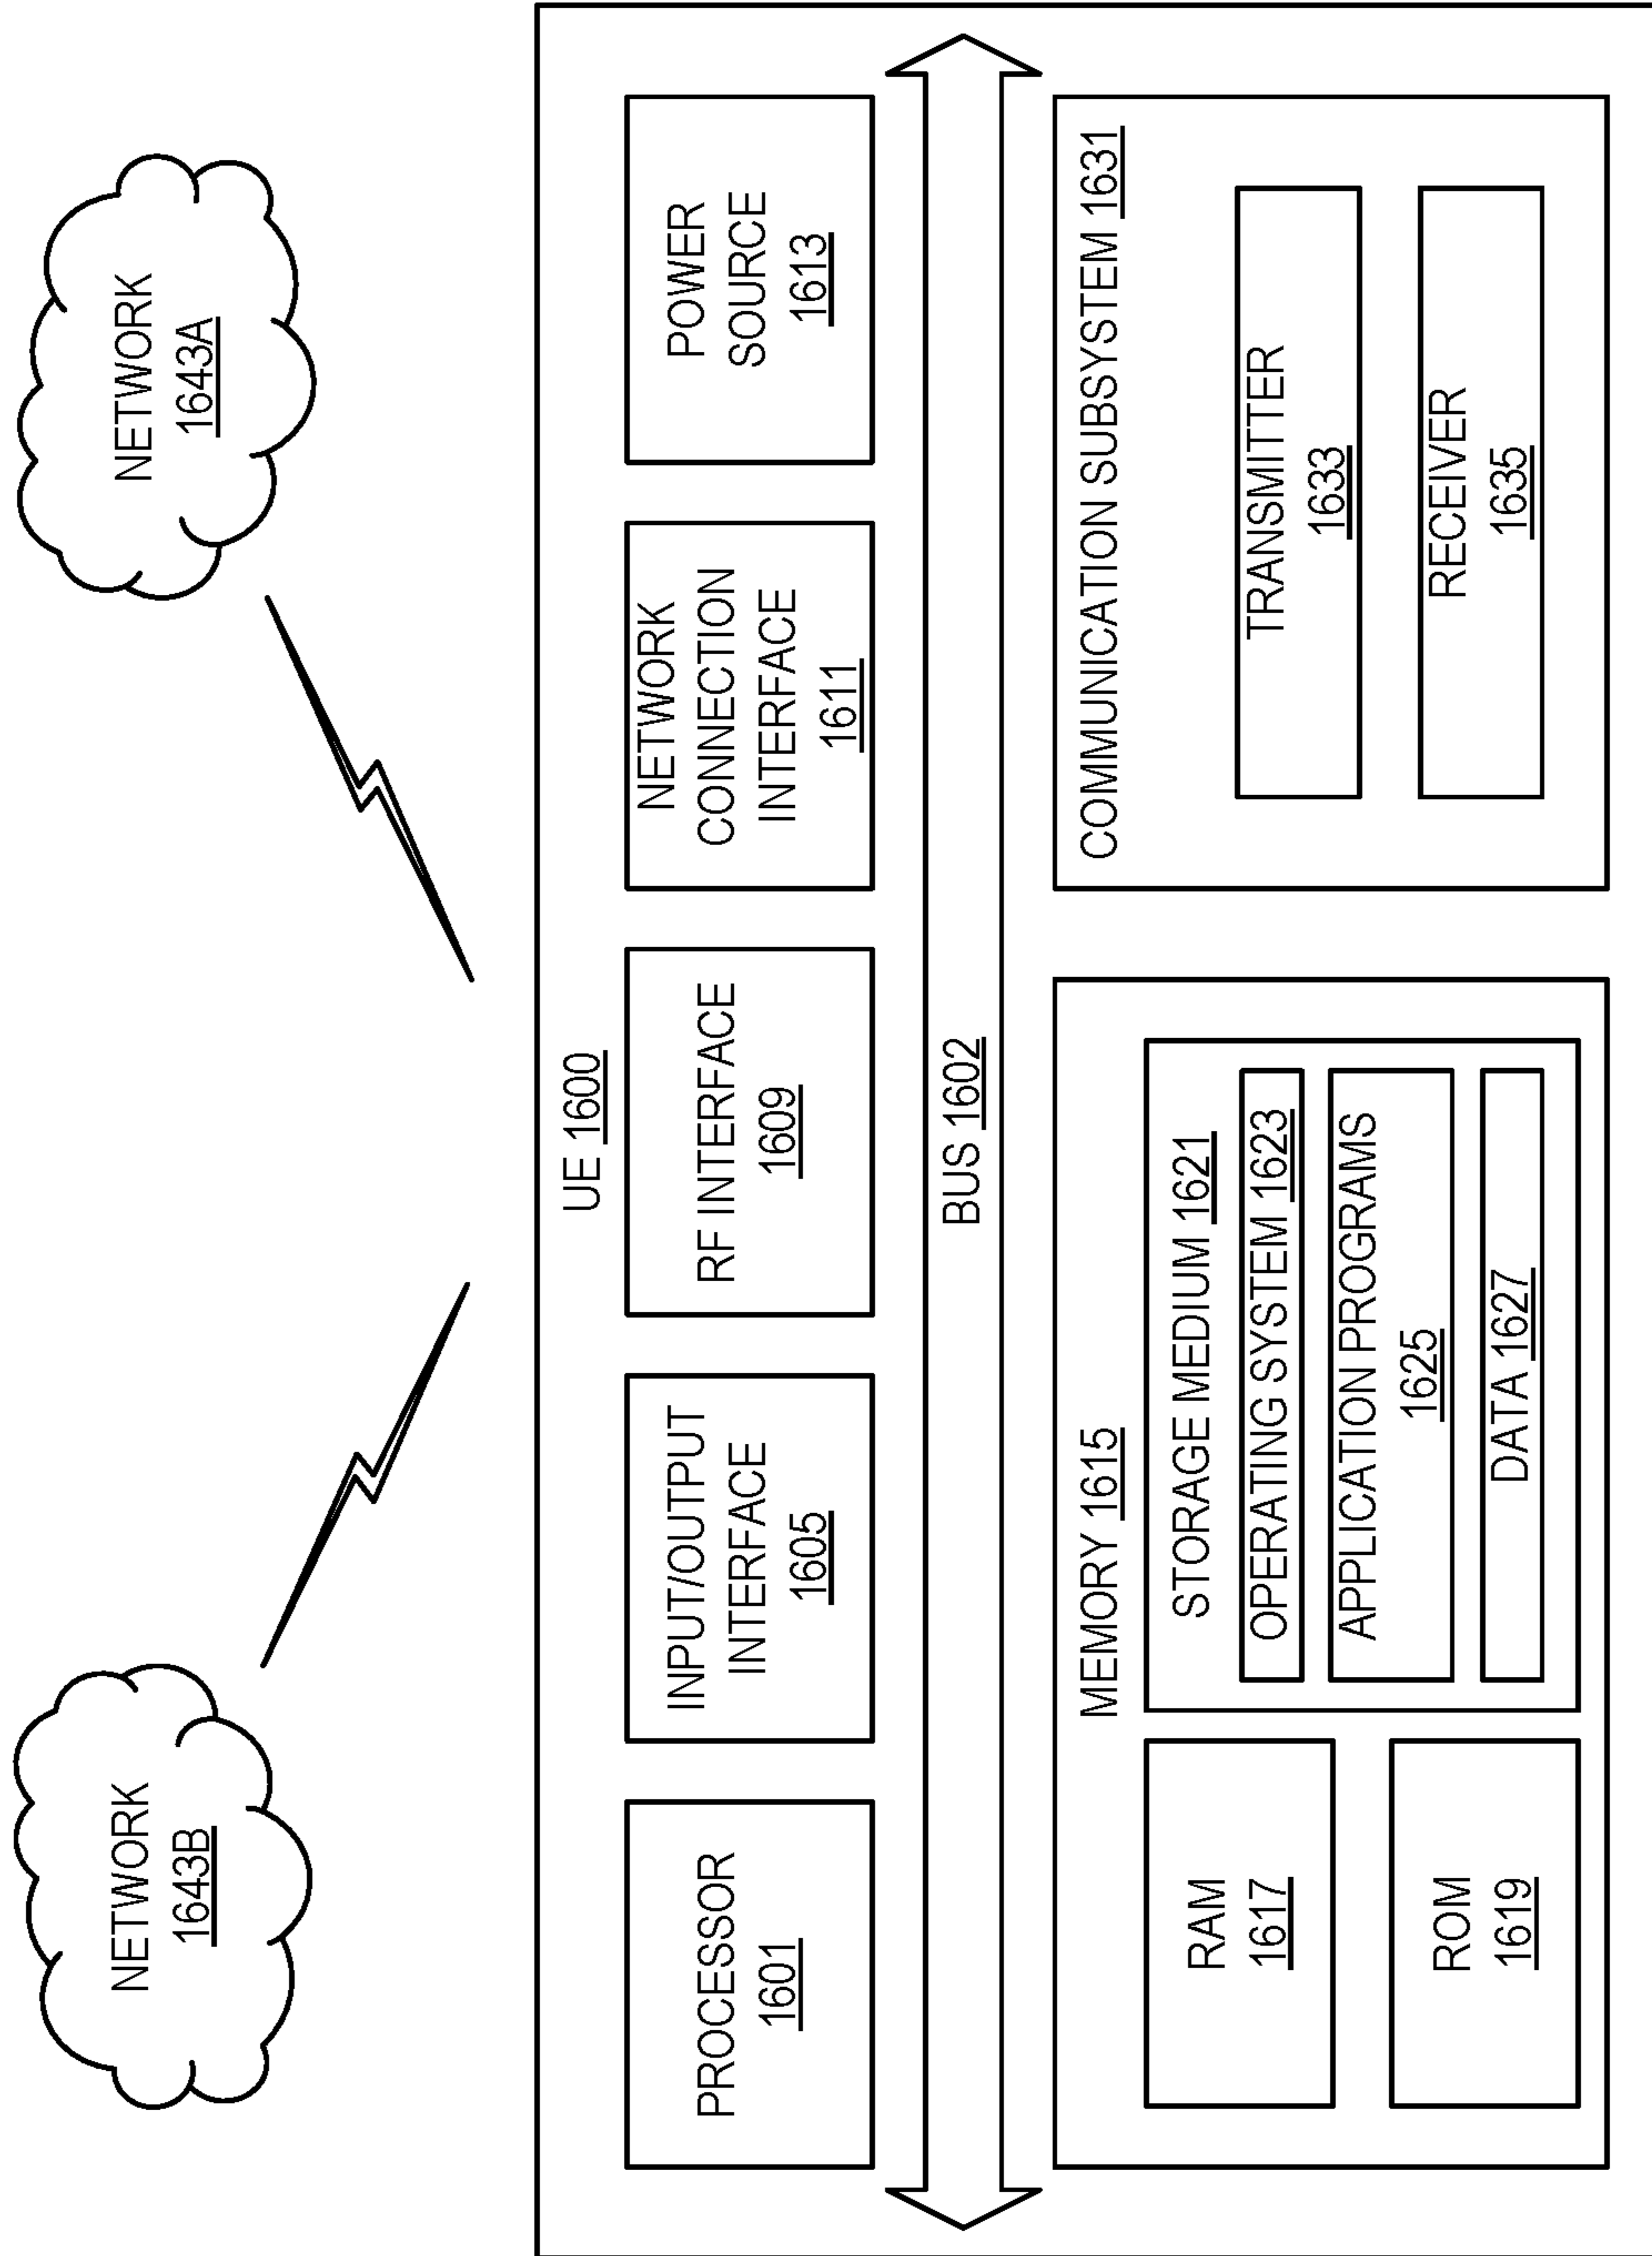 NETWORK
1643B
NETWORK
1643A
UE 1600
PROCESSOR
1601
INPUT/OUTPUT
INTERFACE
1605
RF INTERFACE
1609
NETWORK
CONNECTION
INTERFACE
1611
POWER
SOURCE
1613
BUS 1602
MEMORY 1615
RAM
1617
ROM
1619
STORAGE MEDIUM 1621
OPERATING SYSTEM 1623
APPLICATION PROGRAMS
1625
DATA 1627
COMMUNICATION SUBSYSTEM 1631
TRANSMITTER
1633
RECEIVER
1635